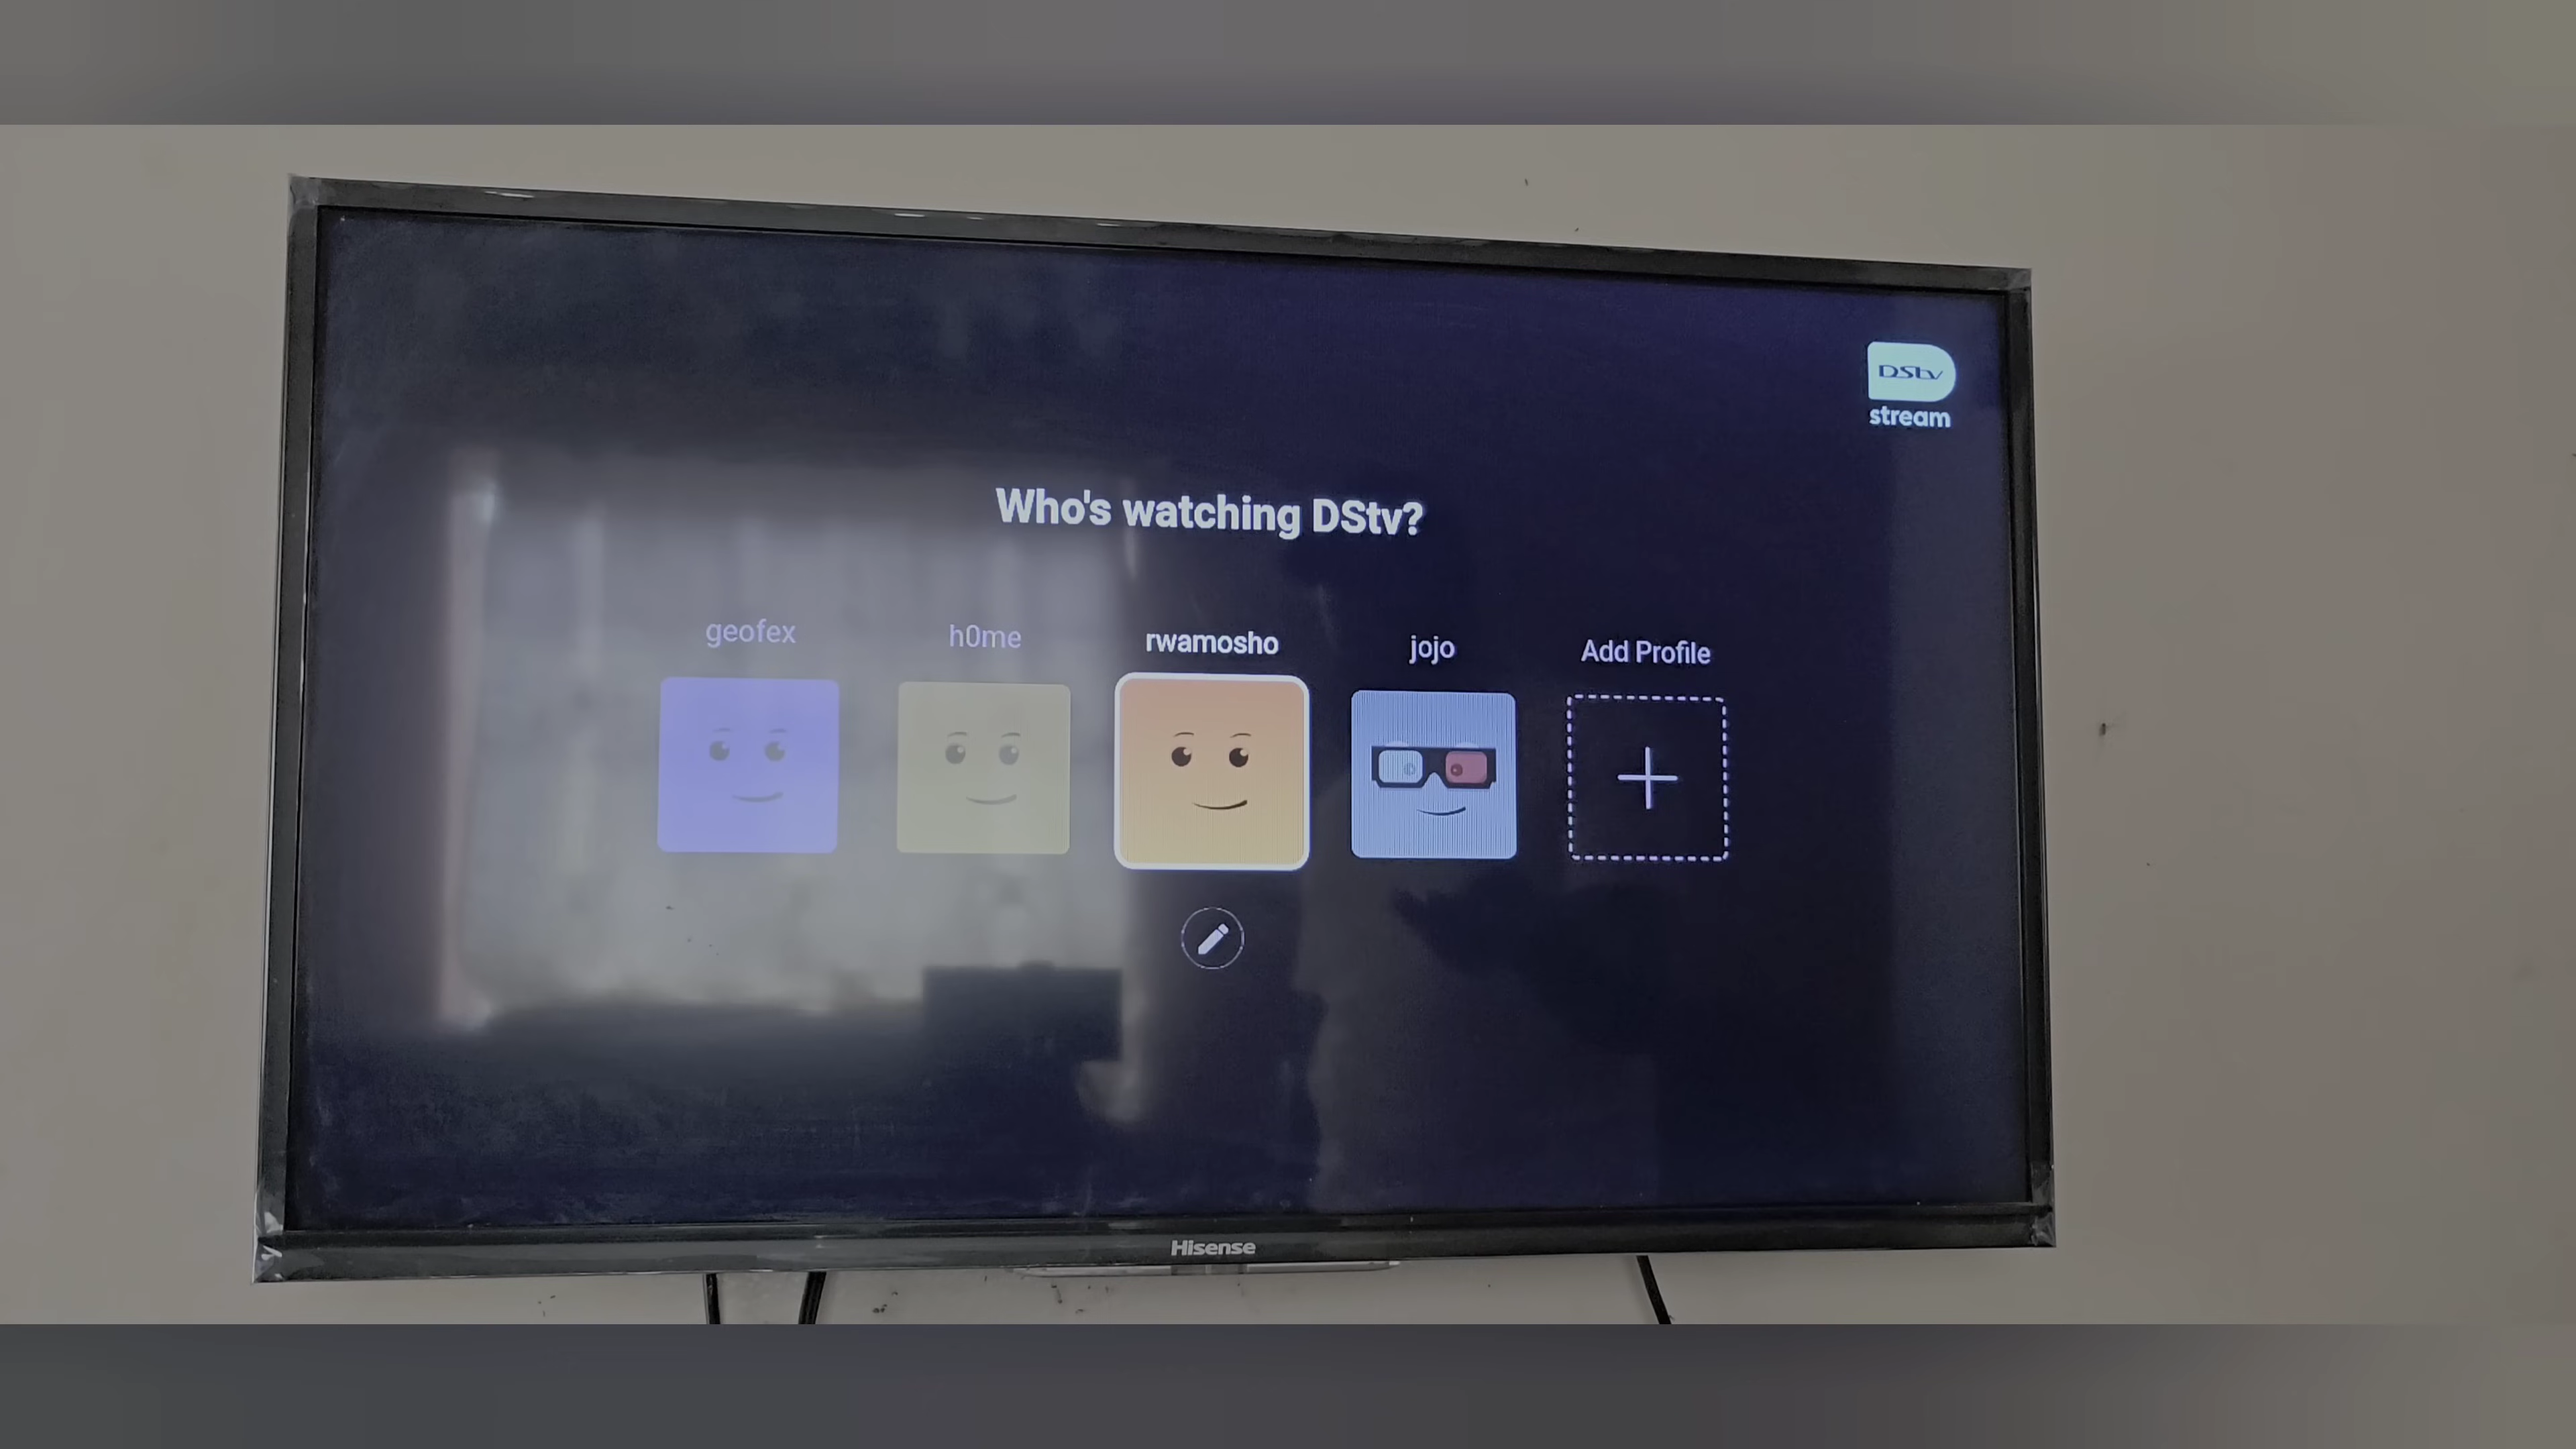 DStv
stream
Who's watching DStv?
geofex
h0me
rwamosho
jojo
Add Profile
Hisense